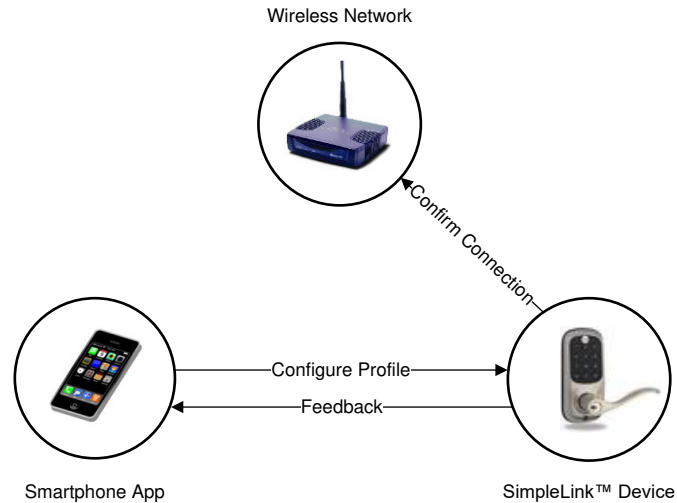 Wireless Network
Confirm Connection
Configure Profile
Feedback
Smartphone App
SimpleLink™ Device